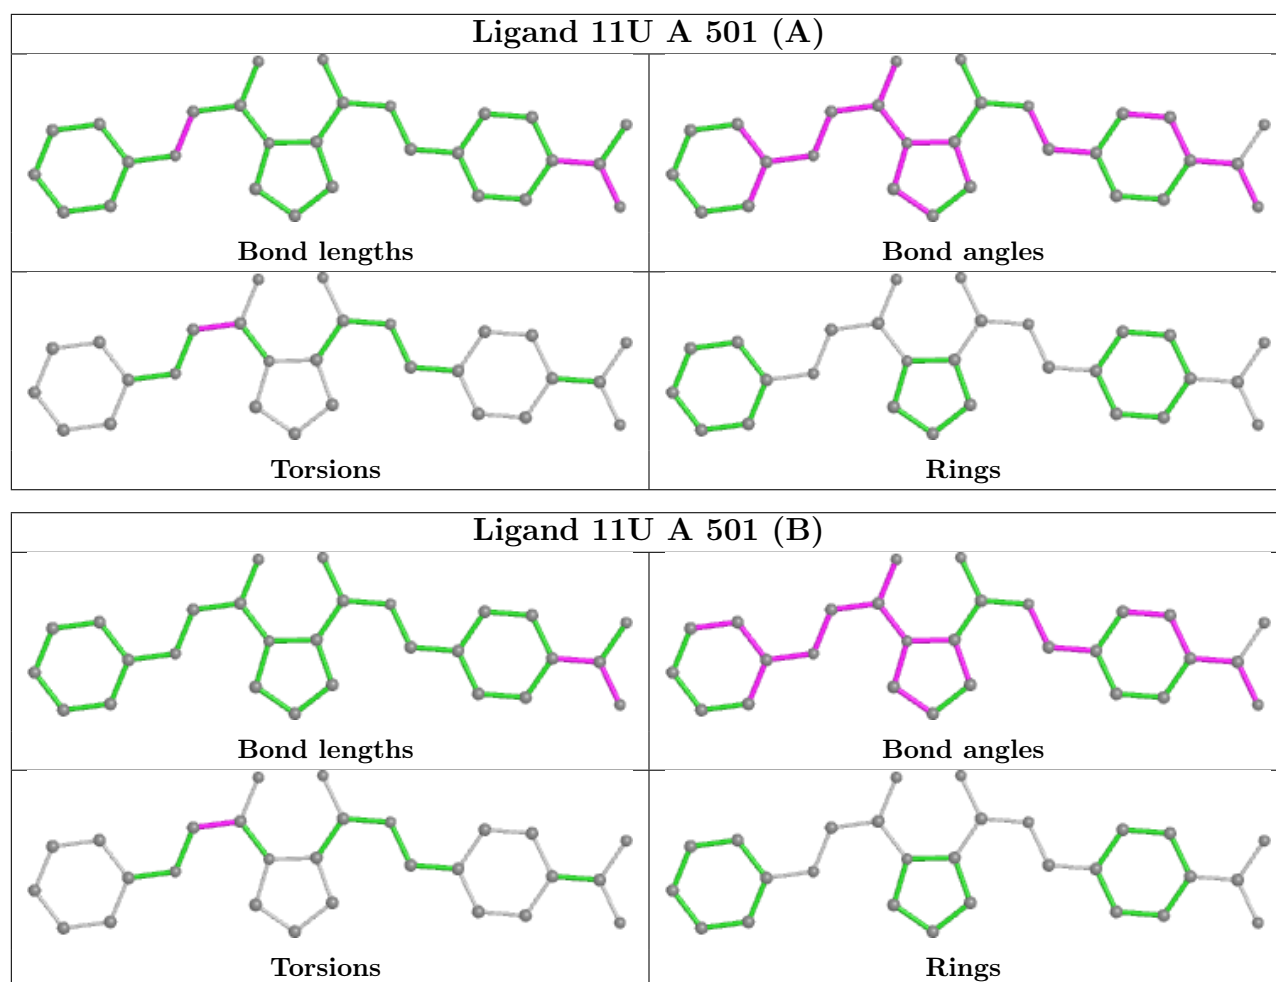 Ligand 11U A 501 (A)
Bond lengths
Bond angles
Torsions
Rings
Ligand 11U A 501 (B)
Bond lengths
Bond angles
Torsions
Rings